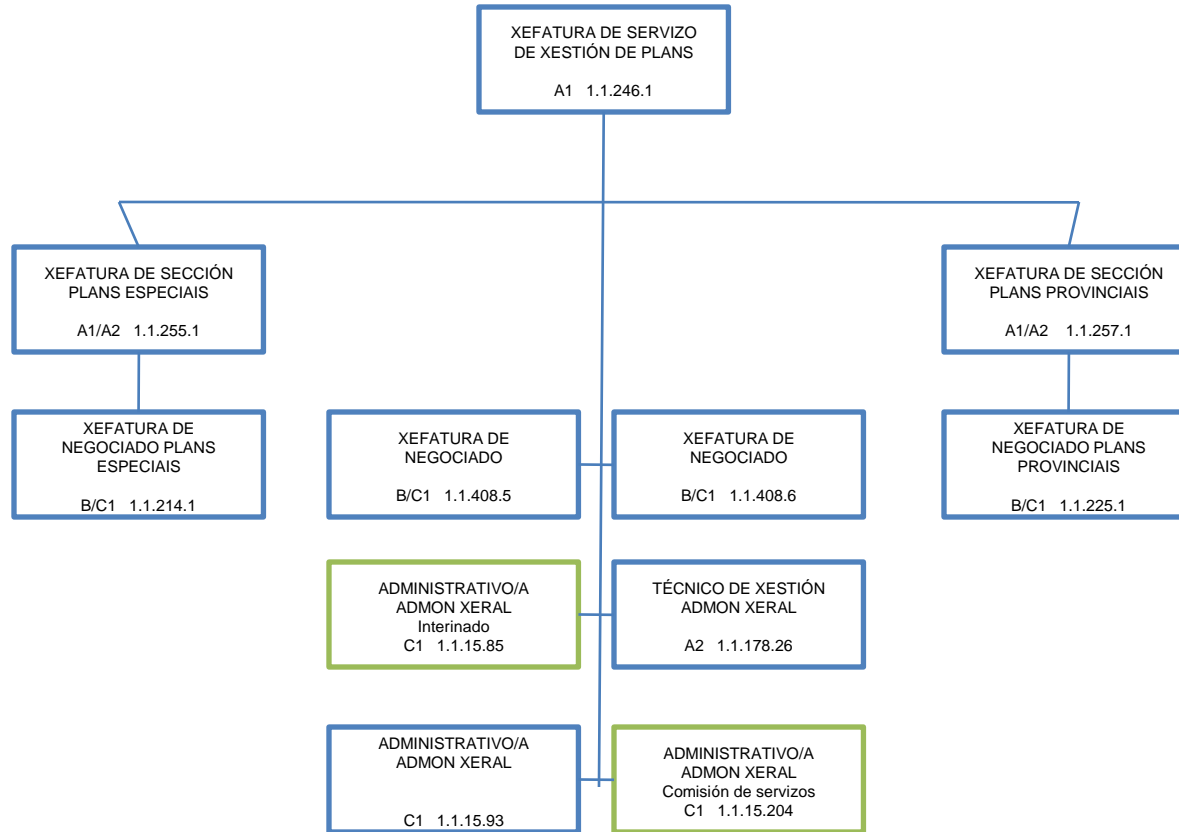 XEFATURA DE SERVIZO
DE XESTIÓN DE PLANS
A1 1.1.246.1
XEFATURA DE SECCIÓN
PLANS ESPECIAIS
A1/A2 1.1.255.1
XEFATURA DE SECCIÓN
PLANS PROVINCIAIS
A1/A2 1.1.257.1
XEFATURA DE
NEGOCIADO PLANS
ESPECIAIS
B/C1 1.1.214.1
XEFATURA DE
NEGOCIADO
B/C1 1.1.408.5
XEFATURA DE
NEGOCIADO
B/C1 1.1.408.6
XEFATURA DE
NEGOCIADO PLANS
PROVINCIAIS
B/C1 1.1.225.1
ADMINISTRATIVO/A
ADMON XERAL
Interinado
C1 1.1.15.85
TÉCNICO DE XESTIÓN
ADMON XERAL
A2 1.1.178.26
ADMINISTRATIVO/A
ADMON XERAL
C1 1.1.15.93
ADMINISTRATIVO/A
ADMON XERAL
Comisión de servizos
C1 1.1.15.204